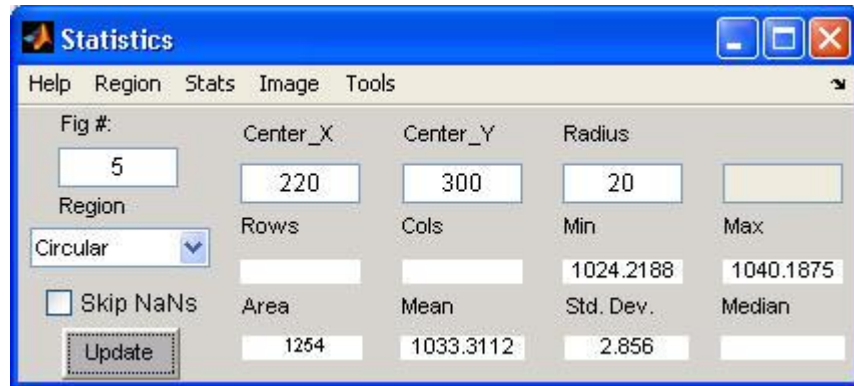 Statistics
Help Region Stats Image Tools
Fig #: Center_X Center_Y Radius
5 220 300 20
Region Rows Cols Min Max
Circular 1024.2188 1040.1875
Skip NaNs Area Mean Std. Dev. Median
Update 1254 1033.3112 2.856